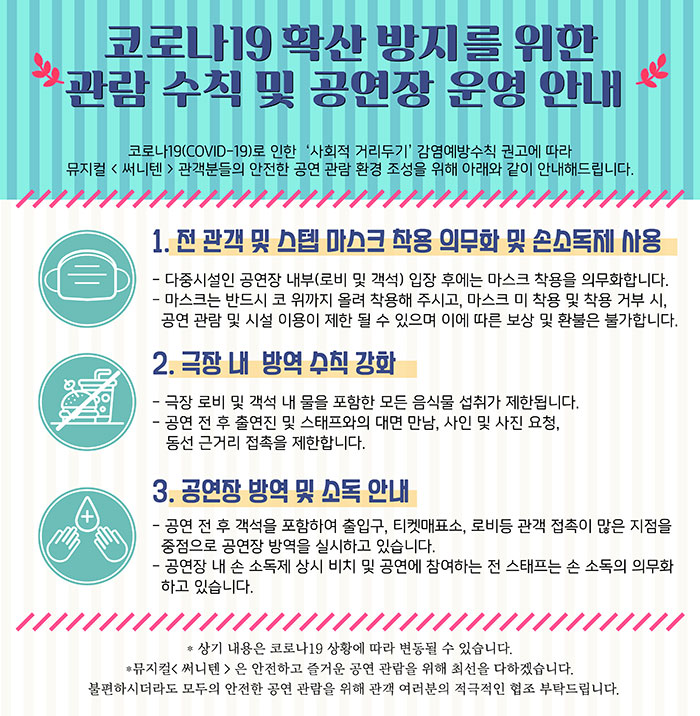 코로나19 확산 방지를 위한
관람 수칙 및 공연장 운영 안내
코로나19(COVID-19)로 인한 ‘사회적 거리두기’ 감염예방수칙 권고에 따라
뮤지컬 < 써니텐 > 관객분들의 안전한 공연 관람 환경 조성을 위해 아래와 같이 안내해드립니다.
1. 전 관객 및 스텝 마스크 착용 의무화 및 손소독제 사용
- 다중시설인 공연장 내부(로비 및 객석) 입장 후에는 마스크 착용을 의무화합니다.
- 마스크는 반드시 코 위까지 올려 착용해 주시고, 마스크 미 착용 및 착용 거부 시,
공연 관람 및 시설 이용이 제한 될 수 있으며 이에 따른 보상 및 환불은 불가합니다.
2. 극장 내 방역 수칙 강화
- 극장 로비 및 객석 내 물을 포함한 모든 음식물 섭취가 제한됩니다.
- 공연 전 후 출연진 및 스태프와의 대면 만남, 사인 및 사진 요청,
동선 근거리 접촉을 제한합니다.
3. 공연장 방역 및 소독 안내
- 공연 전 후 객석을 포함하여 출입구, 티켓매표소, 로비등 관객 접촉이 많은 지점을
중점으로 공연장 방역을 실시하고 있습니다.
- 공연장 내 손 소독제 상시 비치 및 공연에 참여하는 전 스태프는 손 소독의 의무화
하고 있습니다.
* 상기 내용은 코로나19 상황에 따라 변동될 수 있습니다.
*뮤지컬< 써니텐 > 은 안전하고 즐거운 공연 관람을 위해 최선을 다하겠습니다.
불편하시더라도 모두의 안전한 공연 관람을 위해 관객 여러분의 적극적인 협조 부탁드립니다.